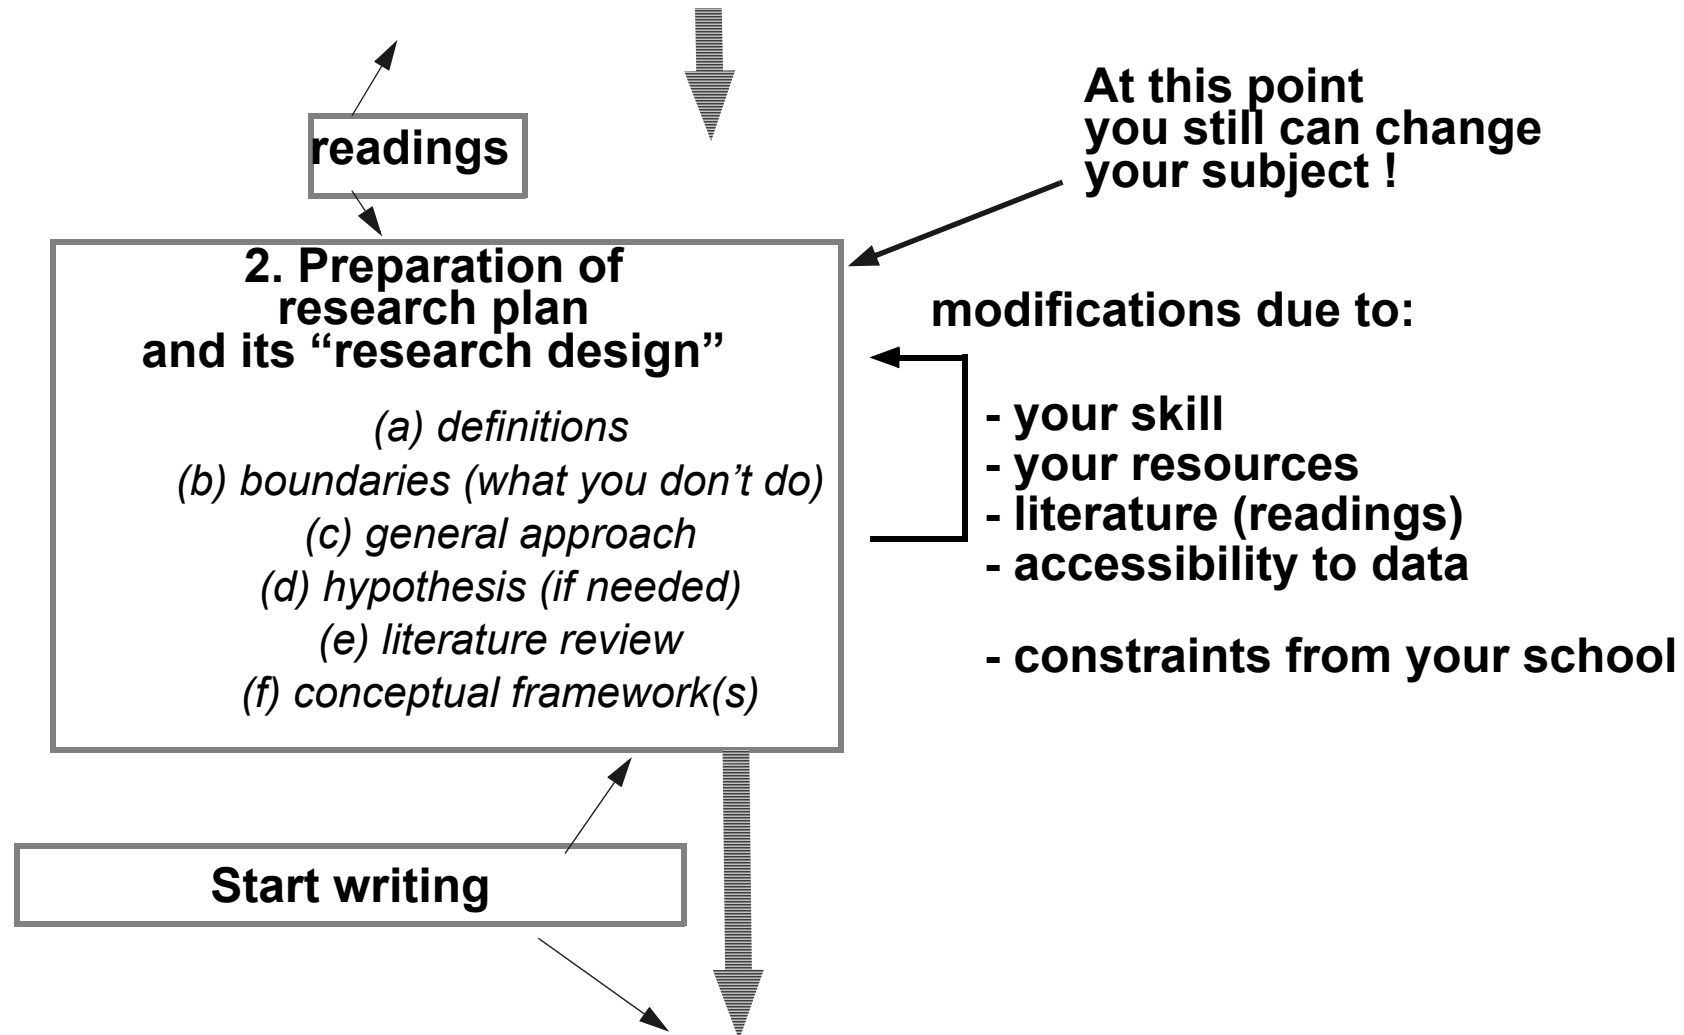 readings
At this point
you still can change
your subject !
2. Preparation of
research plan
and its “research design”
(a) definitions
(b) boundaries (what you don’t do)
(c) general approach
(d) hypothesis (if needed)
(e) literature review
(f) conceptual framework(s)
modifications due to:
- your skill
- your resources
- literature (readings)
- accessibility to data
- constraints from your school
Start writing